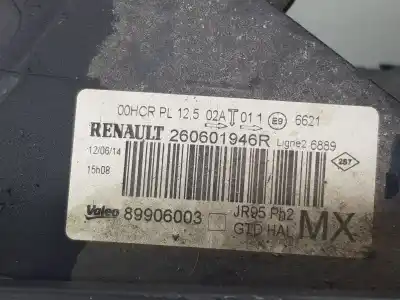 00HCR PL 12,5 02A T 01 1 E9 6621
RENAULT 260601946R Ligne2 6889
12/06/14
15h08
2S7
Valeo 89906003 JR95 Ph2
GTD HAL MX